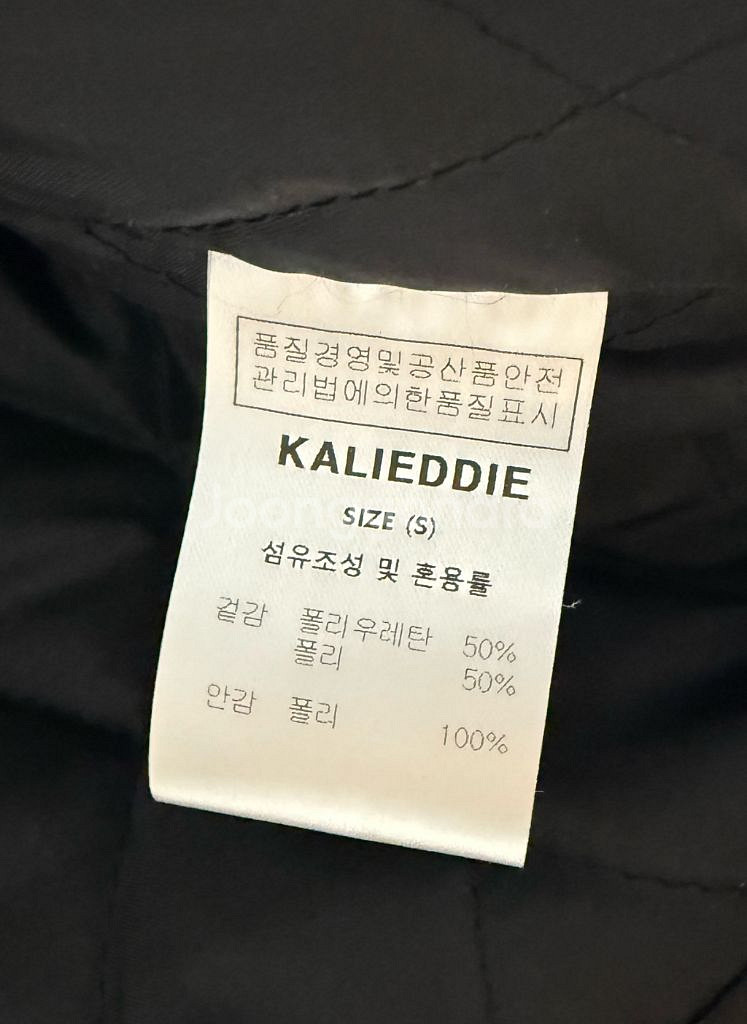 품질경영및공산품안전
관리법에의한품질표시
KALIEDDIE
SIZE (S)
섬유조성 및 혼용률
겉감 폴리우레탄 50%
폴리 50%
안감 폴리 100%